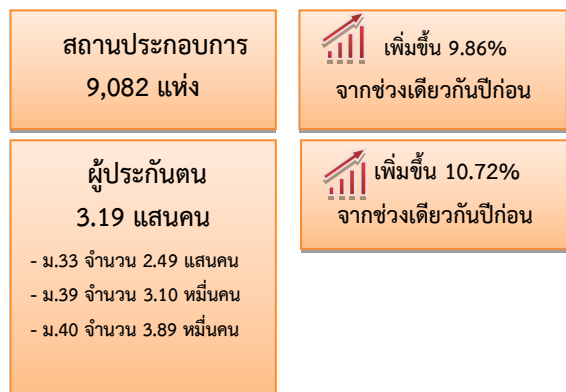 สถานประกอบการ
9,082 แห่ง
เพิ่มขึ้น 9.86%
จากช่วงเดียวกันปีก่อน
ผู้ประกันตน
3.19 แสนคน
- ม.33 จำนวน 2.49 แสนคน
- ม.39 จำนวน 3.10 หมื่นคน
- ม.40 จำนวน 3.89 หมื่นคน
เพิ่มขึ้น 10.72%
จากช่วงเดียวกันปีก่อน